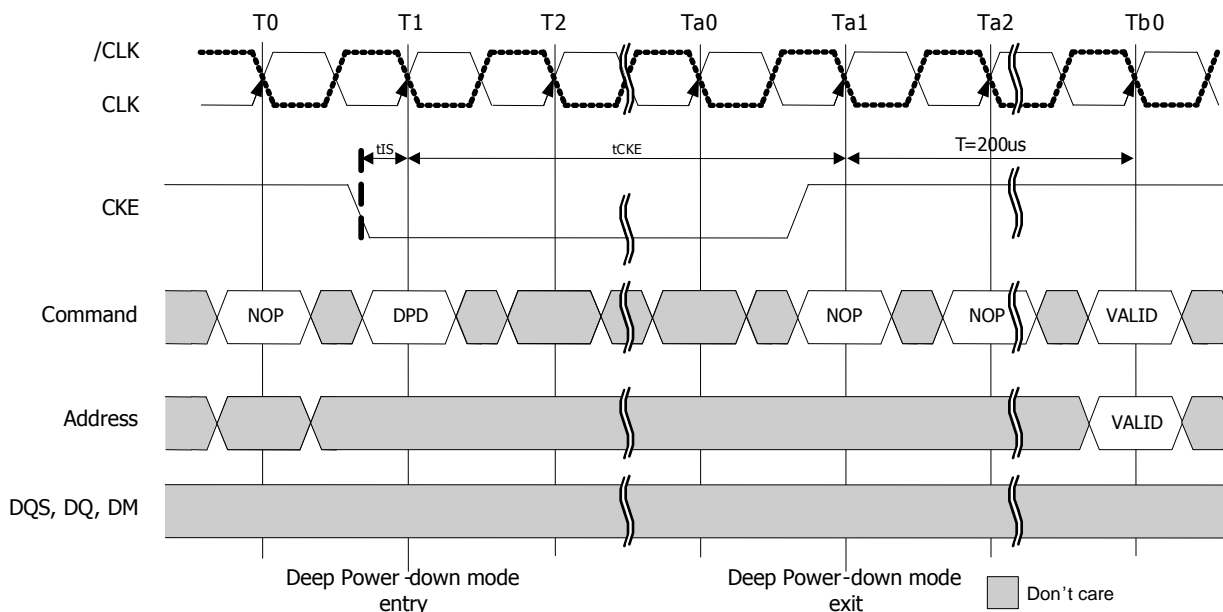 T0 T1 T2 Ta0 Ta1 Ta2 Tb0
/CLK
CLK
tIS tCKE T=200us
CKE
Command NOP DPD NOP NOP VALID
Address VALID
DQS, DQ, DM
Deep Power-down mode
entry
Deep Power-down mode
exit
Don't care